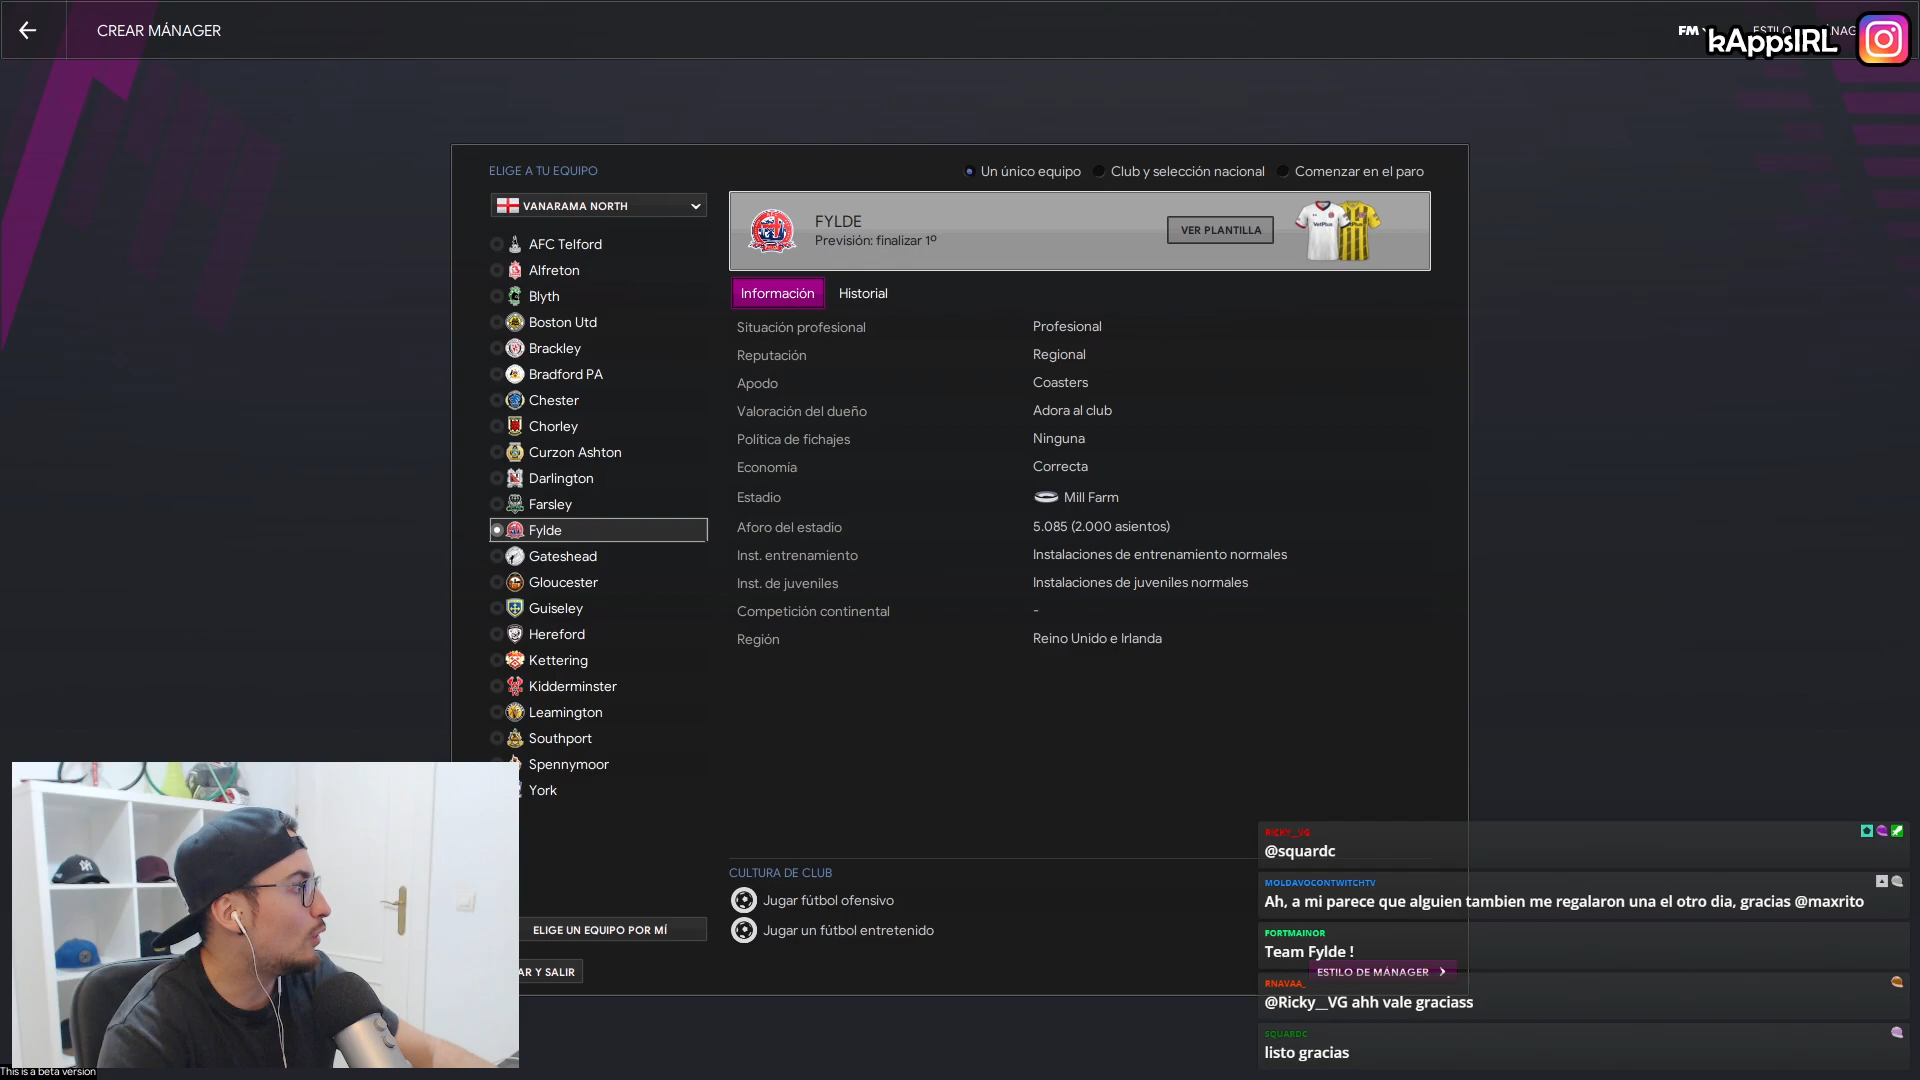 CREAR MÁNAGER
FM
ESTILO
kAppsIRL
ELIGE A TU EQUIPO
Un único equipo
Club y selección nacional
Comenzar en el paro
VANARAMA NORTH
AFC Telford
Alfreton
Blyth
Boston Utd
Brackley
Bradford PA
Chester
Chorley
Curzon Ashton
Darlington
Farsley
Fylde
Gateshead
Gloucester
Guiseley
Hereford
Kettering
Kidderminster
Leamington
Southport
Spennymoor
York
ELIGE UN EQUIPO POR MÍ
AR Y SALIR
FYLDE
Previsión: finalizar 1º
VER PLANTILLA
Información
Historial
Situación profesional
Profesional
Reputación
Regional
Apodo
Coasters
Valoración del dueño
Adora al club
Política de fichajes
Ninguna
Economía
Correcta
Estadio
Mill Farm
Aforo del estadio
5.085 (2.000 asientos)
Inst. entrenamiento
Instalaciones de entrenamiento normales
Inst. de juveniles
Instalaciones de juveniles normales
Competición continental
-
Región
Reino Unido e Irlanda
CULTURA DE CLUB
Jugar fútbol ofensivo
Jugar un fútbol entretenido
RICKY__VG
@squardc
MOLDAVOCONTWITCHTV
Ah, a mi parece que alguien tambien me regalaron una el otro dia, gracias @maxrito
FORTMAINOR
Team Fylde !
ESTILO DE MÁNAGER
RNAVAA_
@Ricky__VG ahh vale graciass
SQUARDC
listo gracias
This is a beta version